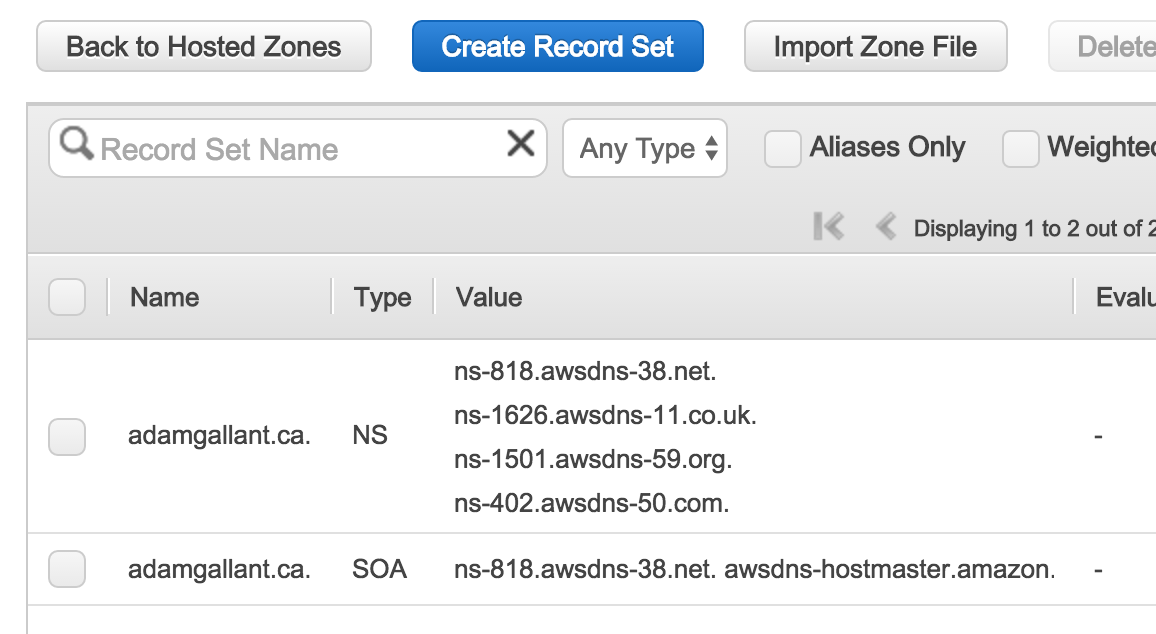 Back to Hosted Zones Create Record Set Import Zone File Delete
Record Set Name Any Type Aliases Only Weighted
Displaying 1 to 2 out of 2
Name Type Value Evalu
adamgallant.ca. NS ns-818.awsdns-38.net.
ns-1626.awsdns-11.co.uk.
ns-1501.awsdns-59.org.
ns-402.awsdns-50.com.
-
adamgallant.ca. SOA ns-818.awsdns-38.net. awsdns-hostmaster.amazon. -